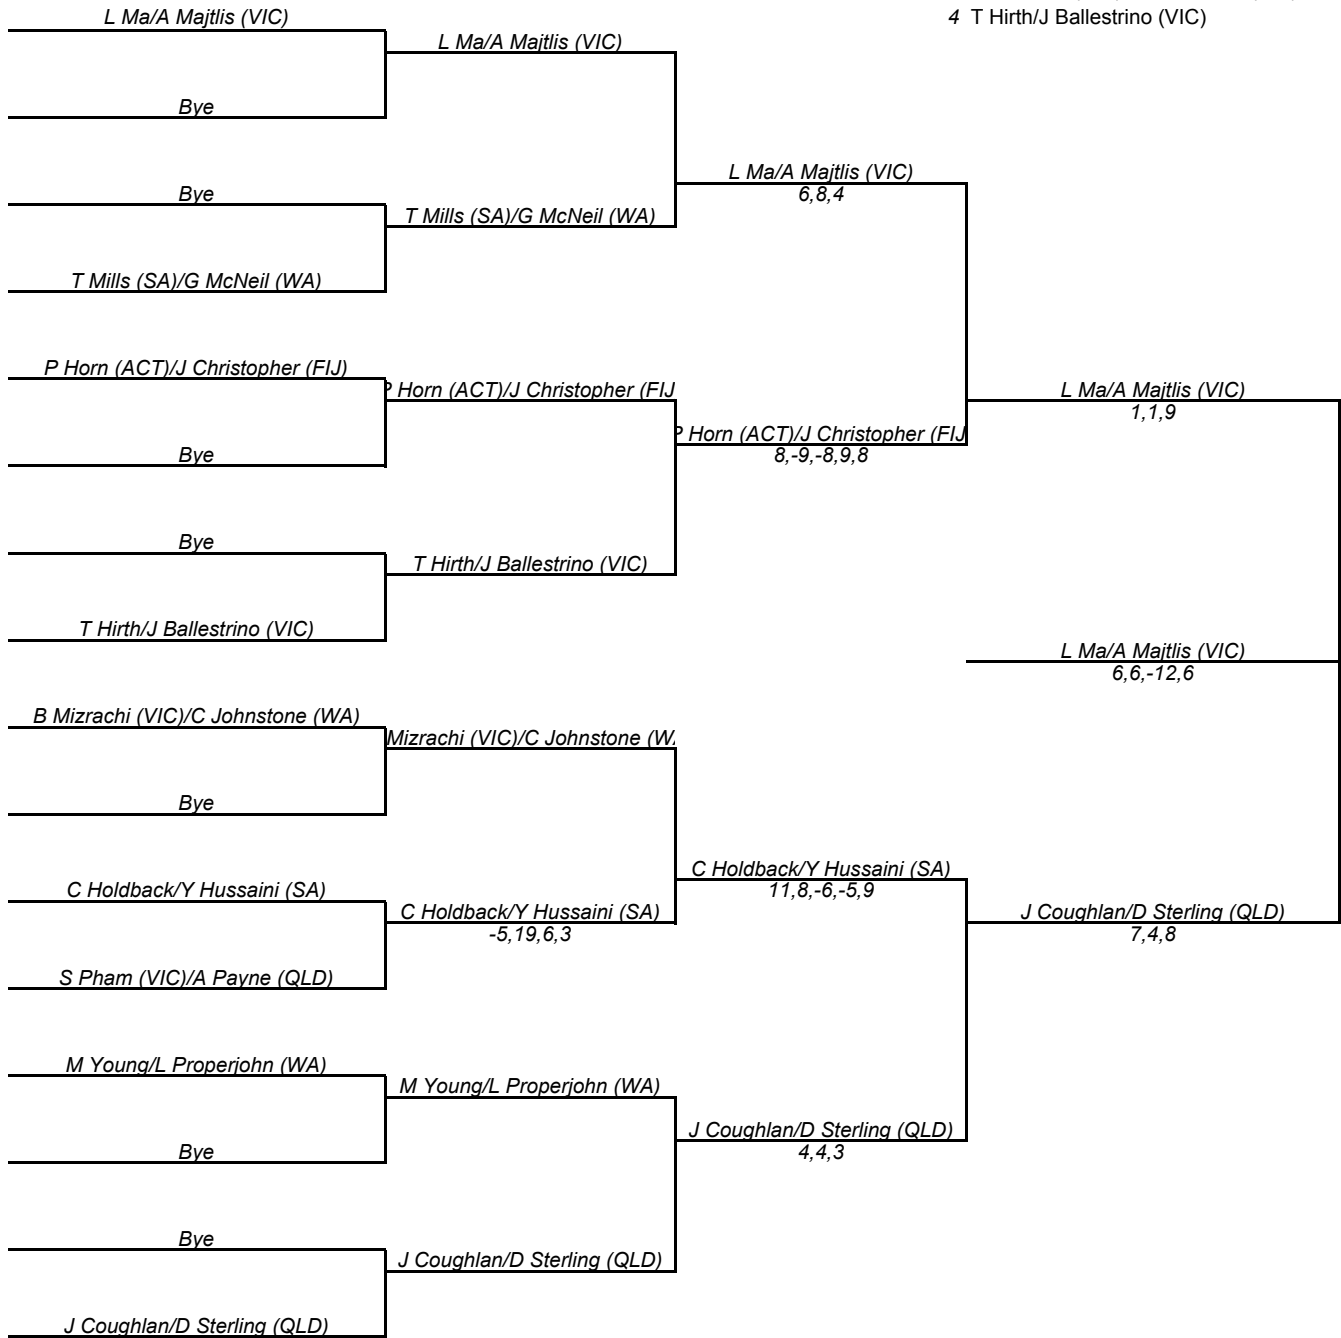 4 T Hirth/J Ballestrino (VIC)
L Ma/A Majtlis (VIC)
L Ma/A Majtlis (VIC)
Bye
L Ma/A Majtlis (VIC)
6,8,4
Bye
T Mills (SA)/G McNeil (WA)
T Mills (SA)/G McNeil (WA)
P Horn (ACT)/J Christopher (FIJ)
P Horn (ACT)/J Christopher (FIJ
L Ma/A Majtlis (VIC)
1,1,9
P Horn (ACT)/J Christopher (FIJ
8,-9,-8,9,8
Bye
Bye
T Hirth/J Ballestrino (VIC)
T Hirth/J Ballestrino (VIC)
L Ma/A Majtlis (VIC)
6,6,-12,6
B Mizrachi (VIC)/C Johnstone (WA)
Mizrachi (VIC)/C Johnstone (W
Bye
C Holdback/Y Hussaini (SA)
11,8,-6,-5,9
C Holdback/Y Hussaini (SA)
C Holdback/Y Hussaini (SA)
-5,19,6,3
J Coughlan/D Sterling (QLD)
7,4,8
S Pham (VIC)/A Payne (QLD)
M Young/L Properjohn (WA)
M Young/L Properjohn (WA)
J Coughlan/D Sterling (QLD)
4,4,3
Bye
Bye
J Coughlan/D Sterling (QLD)
J Coughlan/D Sterling (QLD)